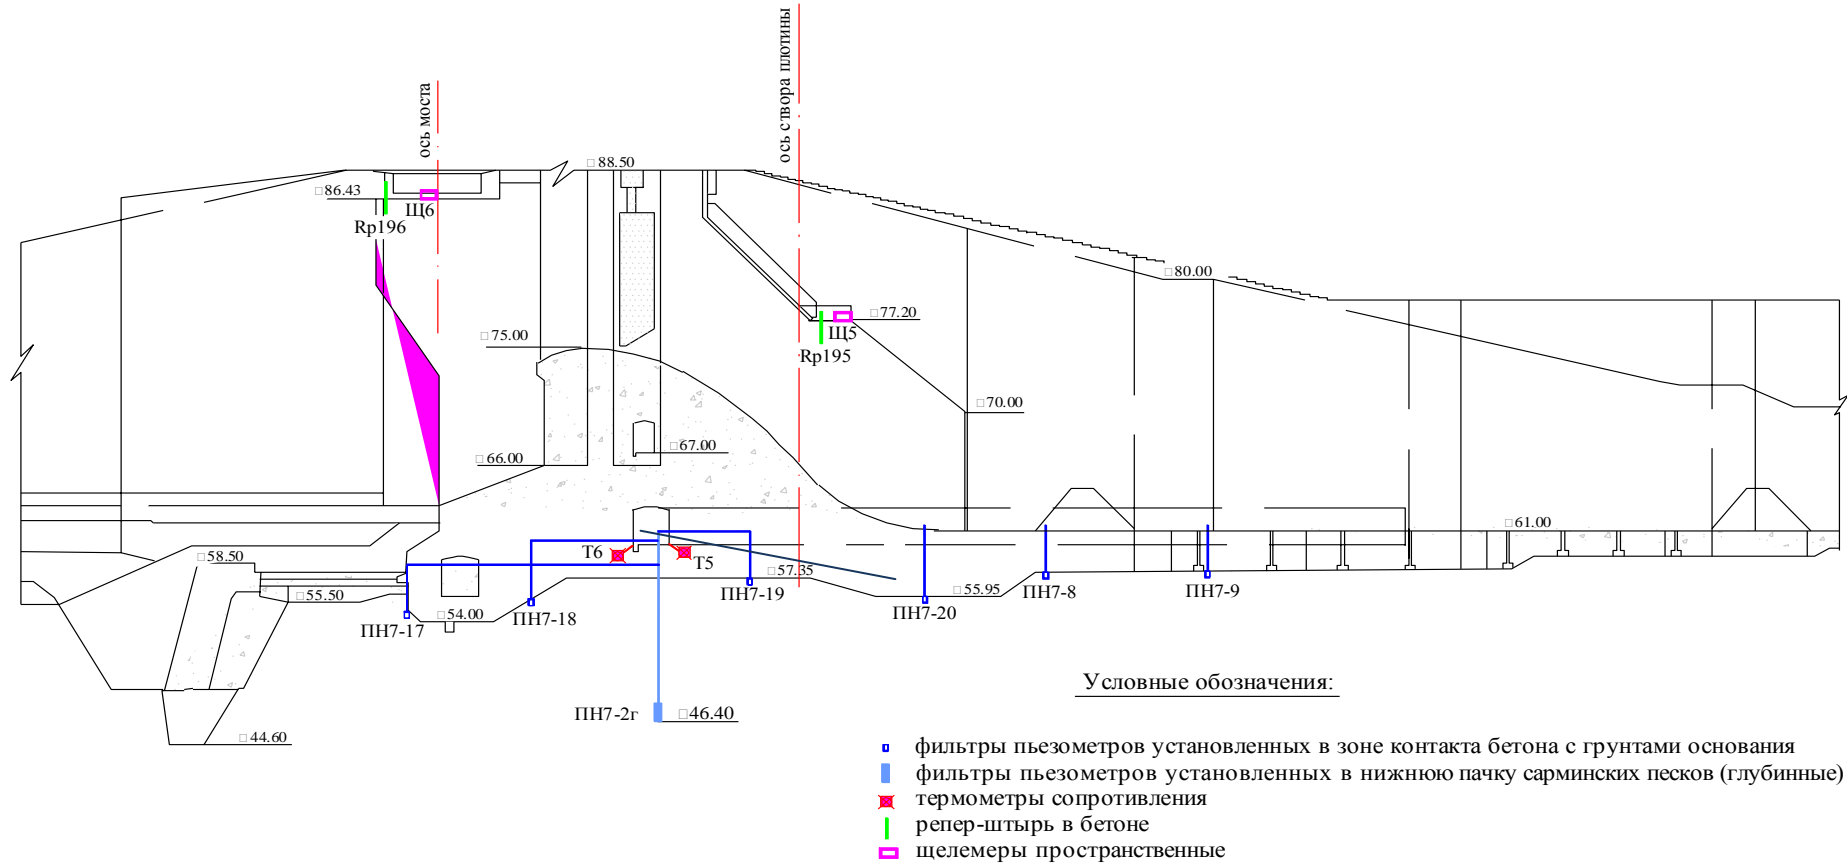 ось моста
ось створа плотины
□88.50
□86.43
Щ6
Rp196
□80.00
□77.20
Щ5
Rp195
□75.00
□70.00
□67.00
□66.00
□61.00
Т6
Т5
□58.50
□57.35
□55.50
□55.95
□54.00
ПН7-17
ПН7-18
ПН7-19
ПН7-20
ПН7-8
ПН7-9
ПН7-2г
□46.40
□44.60
Условные обозначения:
фильтры пьезометров установленных в зоне контакта бетона с грунтами основания
фильтры пьезометров установленных в нижнюю пачку сарминских песков (глубинные)
термометры сопротивления
репер-штырь в бетоне
щелемеры пространственные